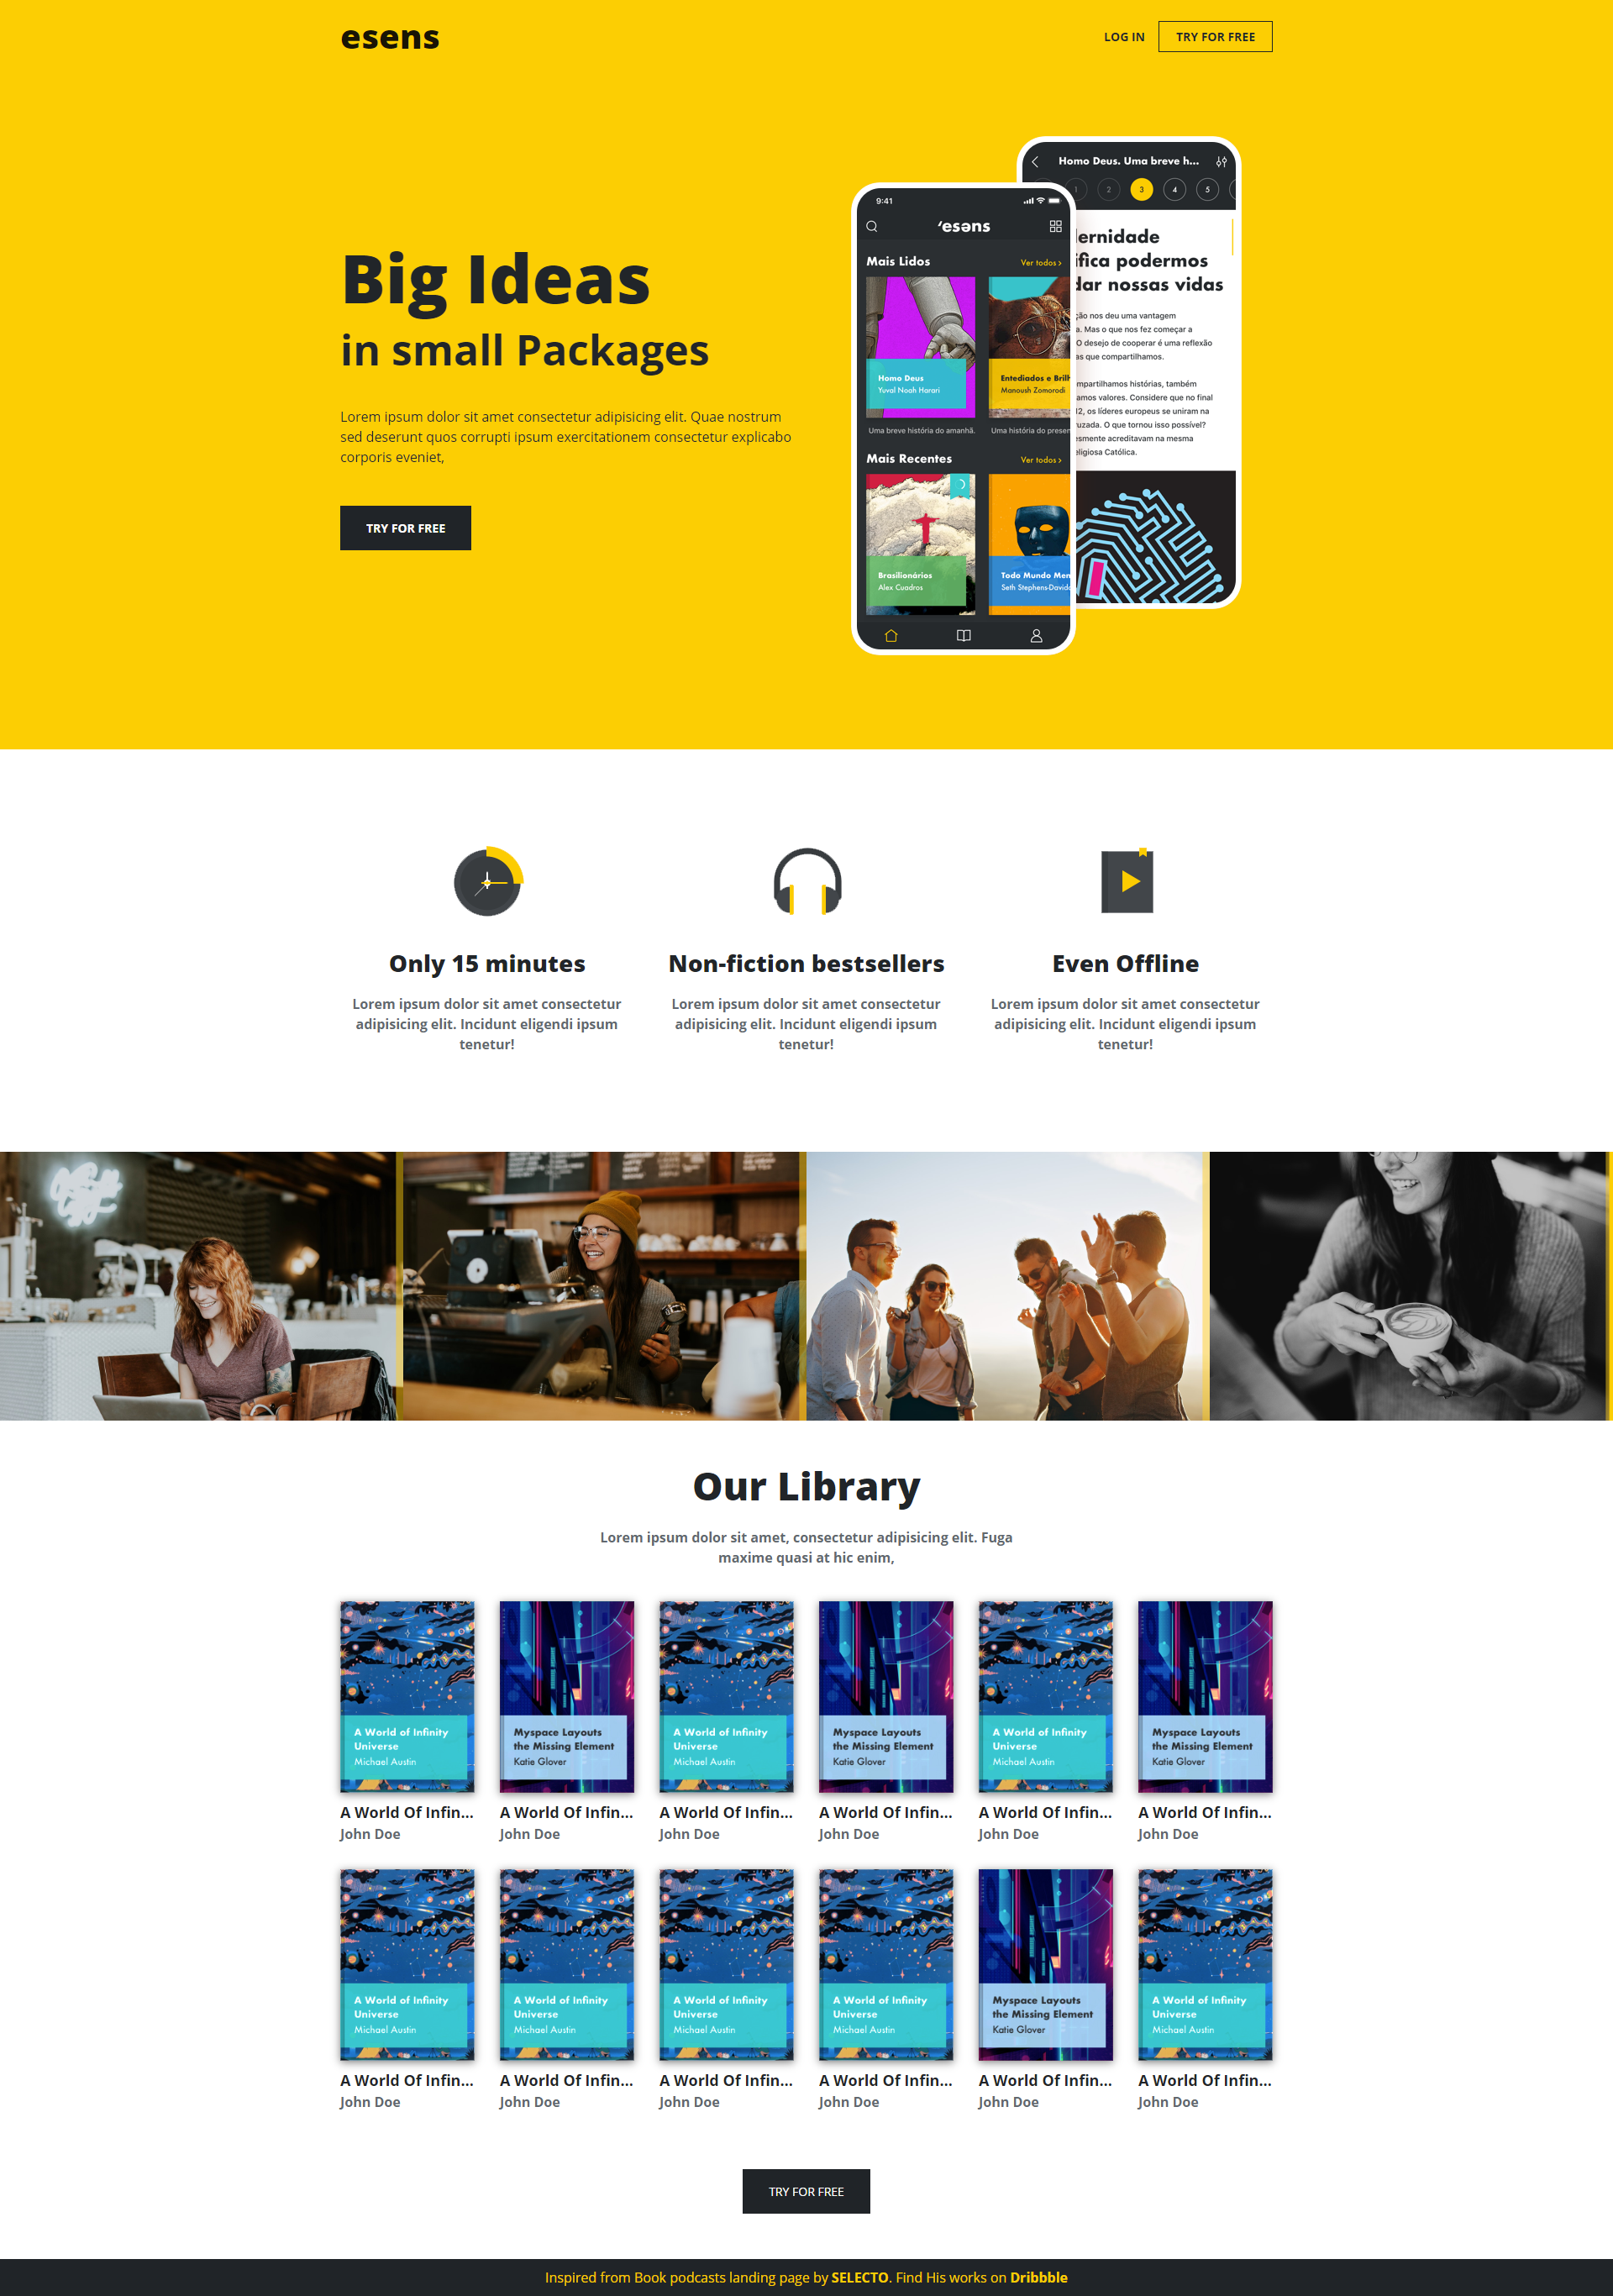 esens
LOG IN
TRY FOR FREE
Big Ideas
in small Packages
Lorem ipsum dolor sit amet consectetur adipisicing elit. Quae nostrum
sed deserunt quos corrupti ipsum exercitationem consectetur explicabo
corporis eveniet,
TRY FOR FREE
9:41
'esəns
Mais Lidos
Ver todos ›
Homo Deus
Yuval Noah Harari
Entediados e Brilh
Manoush Zomorodi
Uma breve história do amanhã.
Uma história do presen
Mais Recentes
Ver todos ›
Brasilionários
Alex Cuadros
Todo Mundo Men
Seth Stephens-Davido
Homo Deus. Uma breve h...
1 2 3 4 5
ernidade
ifica podermos
dar nossas vidas
ção nos deu uma vantagem
a. Mas o que nos fez começar a
O desejo de cooperar é uma reflexão
as que compartilhamos.
mpartilhamos histórias, também
amos valores. Considere que no final
12, os líderes europeus se uniram na
ruzada. O que tornou isso possível?
esmente acreditavam na mesma
eligiosa Católica.
Only 15 minutes
Lorem ipsum dolor sit amet consectetur
adipisicing elit. Incidunt eligendi ipsum
tenetur!
Non-fiction bestsellers
Lorem ipsum dolor sit amet consectetur
adipisicing elit. Incidunt eligendi ipsum
tenetur!
Even Offline
Lorem ipsum dolor sit amet consectetur
adipisicing elit. Incidunt eligendi ipsum
tenetur!
Our Library
Lorem ipsum dolor sit amet, consectetur adipisicing elit. Fuga
maxime quasi at hic enim,
A World of Infinity
Universe
Michael Austin
A World Of Infin...
John Doe
Myspace Layouts
the Missing Element
Katie Glover
A World Of Infin...
John Doe
A World of Infinity
Universe
Michael Austin
A World Of Infin...
John Doe
Myspace Layouts
the Missing Element
Katie Glover
A World Of Infin...
John Doe
A World of Infinity
Universe
Michael Austin
A World Of Infin...
John Doe
Myspace Layouts
the Missing Element
Katie Glover
A World Of Infin...
John Doe
A World of Infinity
Universe
Michael Austin
A World Of Infin...
John Doe
A World of Infinity
Universe
Michael Austin
A World Of Infin...
John Doe
A World of Infinity
Universe
Michael Austin
A World Of Infin...
John Doe
A World of Infinity
Universe
Michael Austin
A World Of Infin...
John Doe
Myspace Layouts
the Missing Element
Katie Glover
A World Of Infin...
John Doe
A World of Infinity
Universe
Michael Austin
A World Of Infin...
John Doe
TRY FOR FREE
Inspired from Book podcasts landing page by SELECTO. Find His works on Dribbble